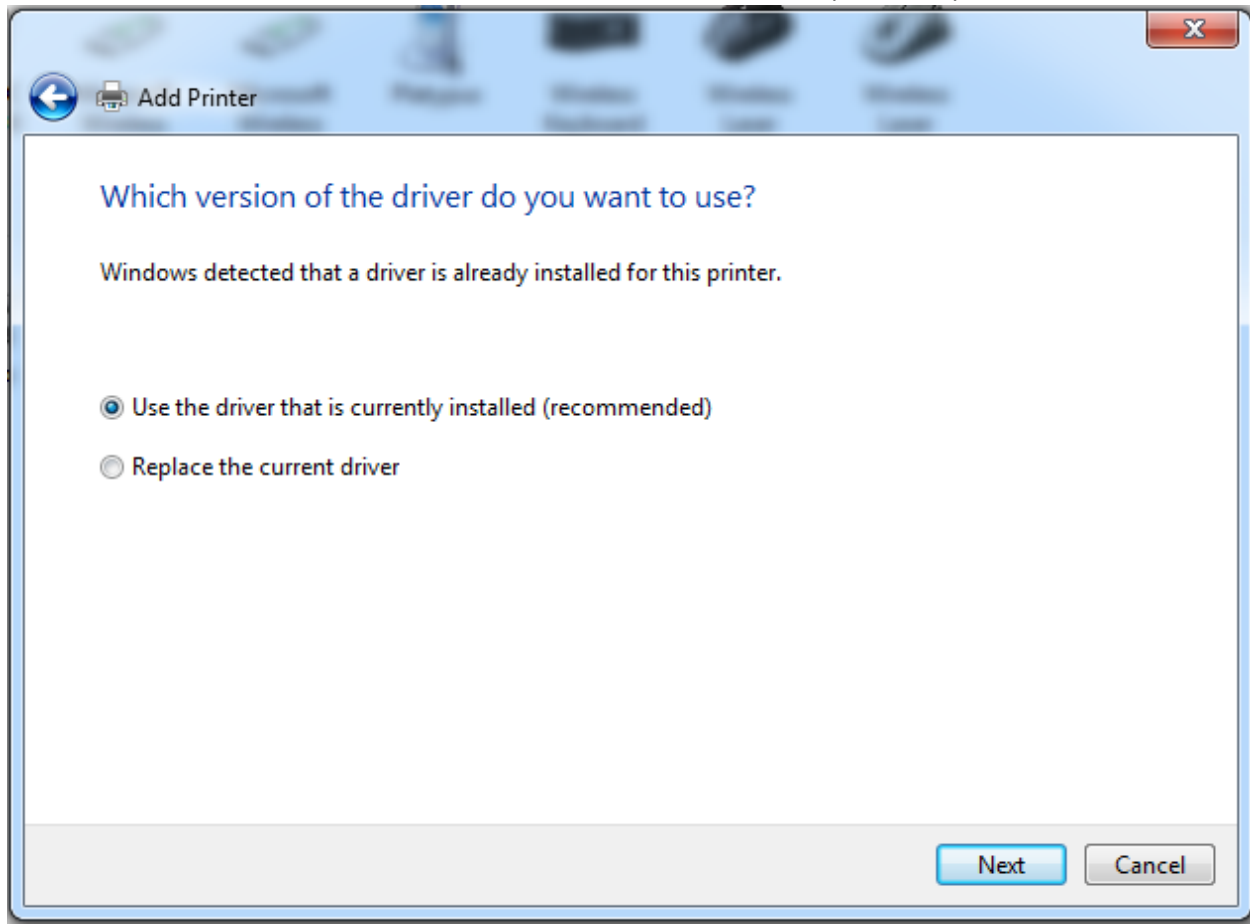 X
Add Printer
Which version of the driver do you want to use?
Windows detected that a driver is already installed for this printer.
Use the driver that is currently installed (recommended)
Replace the current driver
Next
Cancel